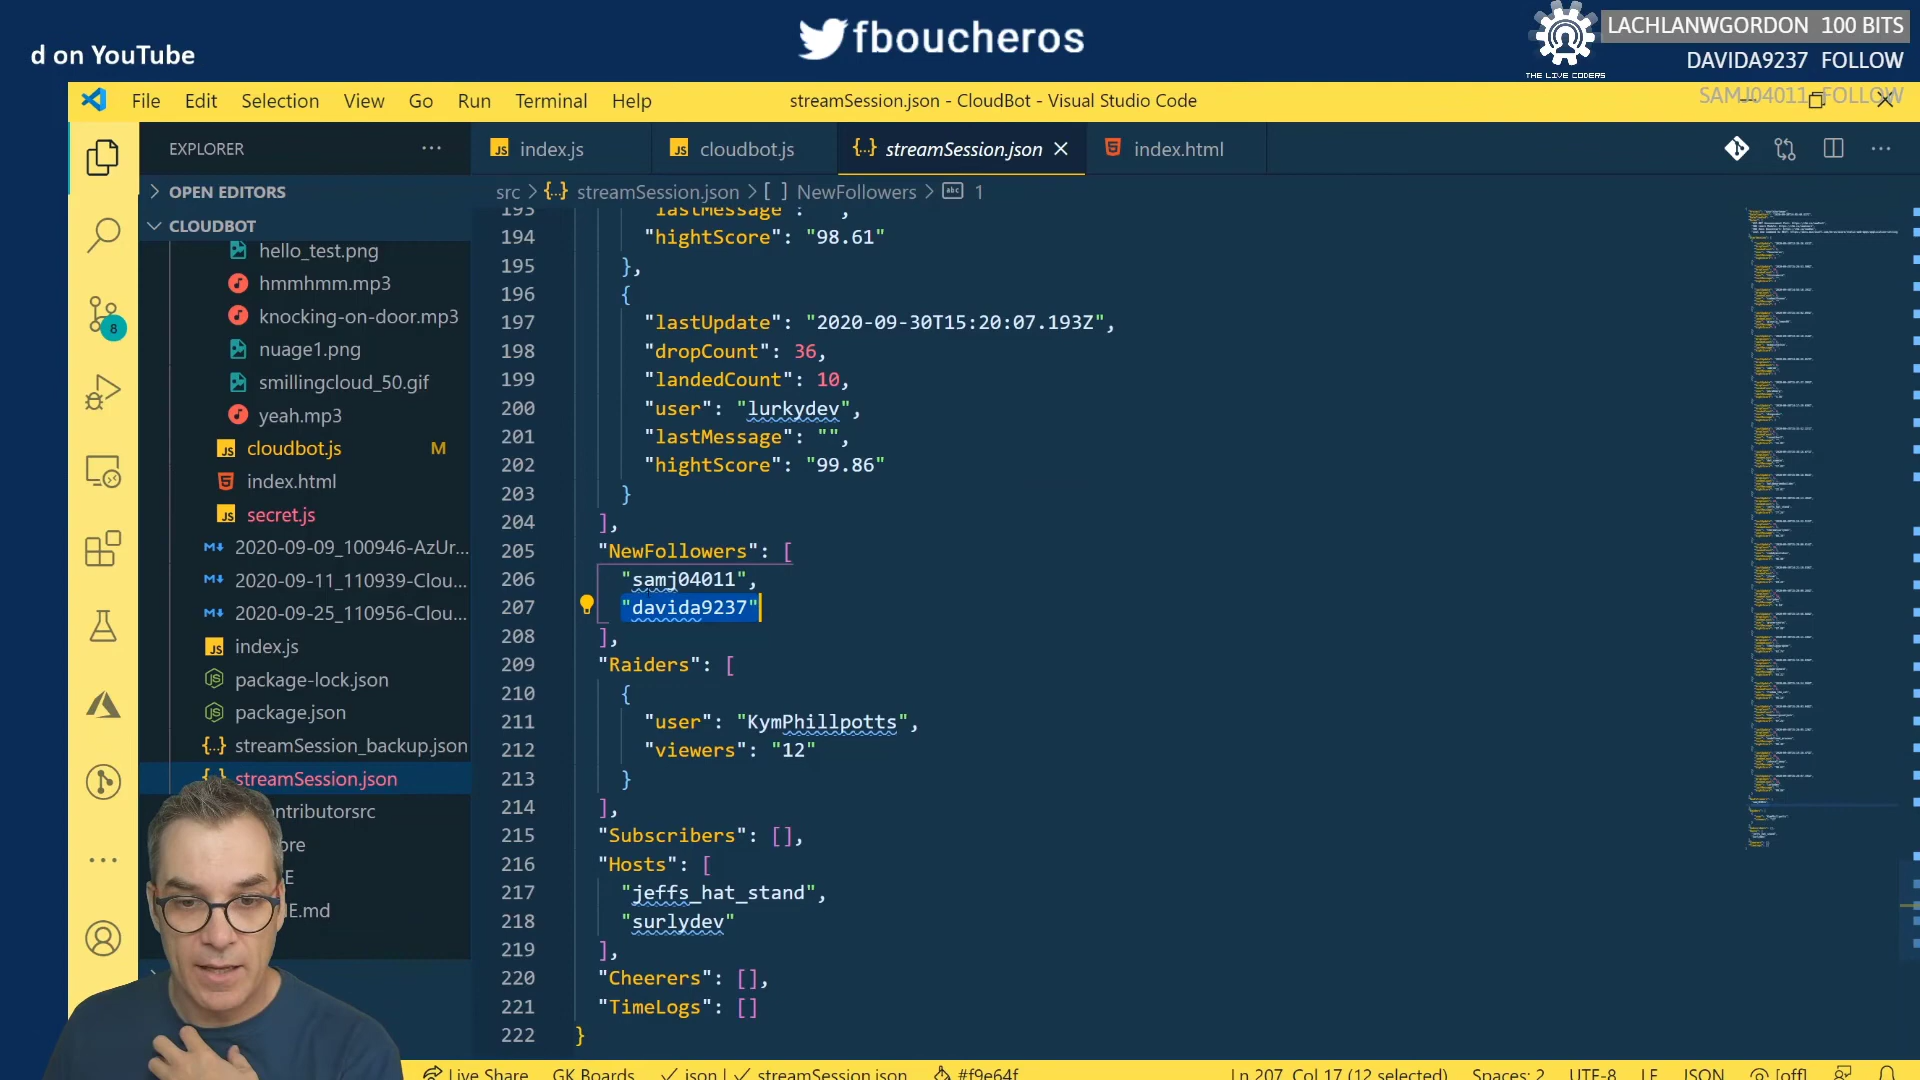 d on YouTube
fboucheros
THE LIVE CODERS
LACHLANWGORDON 100 BITS
DAVIDA9237 FOLLOW
SAMJ04011 FOLLOW
File Edit Selection View Go Run Terminal Help
streamSession.json - CloudBot - Visual Studio Code
EXPLORER
index.js
cloudbot.js
streamSession.json
index.html
OPEN EDITORS
CLOUDBOT
src > streamSession.json > [ ] NewFollowers > 1
hello_test.png
hmmhmm.mp3
knocking-on-door.mp3
nuage1.png
smillingcloud_50.gif
yeah.mp3
cloudbot.js M
index.html
secret.js
2020-09-09_100946-AzUr...
2020-09-11_110939-Clou...
2020-09-25_110956-Clou...
index.js
package-lock.json
package.json
streamSession_backup.json
streamSession.json
ontributorsrc
ore
E
E.md
8
193 "lastMessage": "",
194 "hightScore": "98.61"
195 },
196 {
197 "lastUpdate": "2020-09-30T15:20:07.193Z",
198 "dropCount": 36,
199 "landedCount": 10,
200 "user": "lurkydev",
201 "lastMessage": "",
202 "hightScore": "99.86"
203 }
204 ],
205 "NewFollowers": [
206 "samj04011",
207 "davida9237"
208 ],
209 "Raiders": [
210 {
211 "user": "KymPhillpotts",
212 "viewers": "12"
213 }
214 ],
215 "Subscribers": [],
216 "Hosts": [
217 "jeffs_hat_stand",
218 "surlydev"
219 ],
220 "Cheerers": [],
221 "TimeLogs": []
222 }
Live Share GK Boards json | streamSession.json #f9e64f Ln 207, Col 17 (12 selected) Spaces: 2 UTF-8 LF JSON [off]